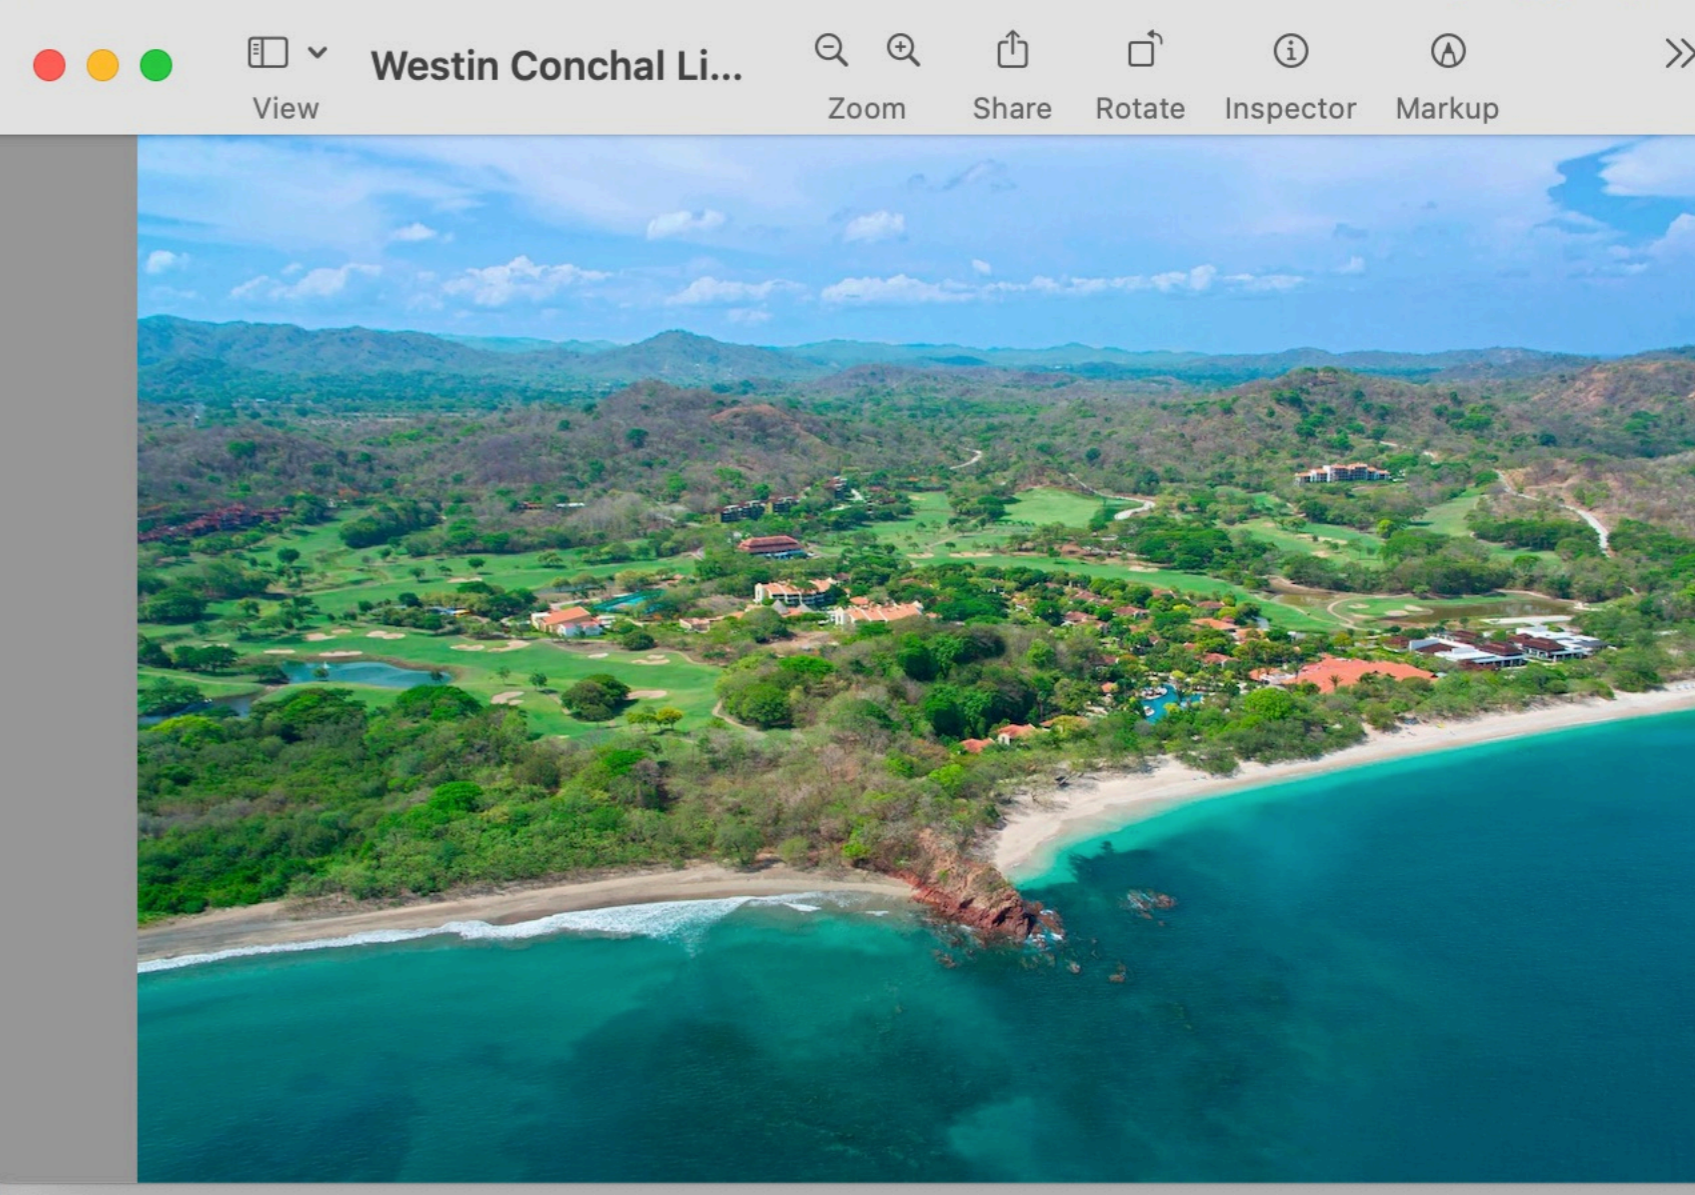 Westin Conchal Li...
View
Zoom
Share
Rotate
Inspector
Markup